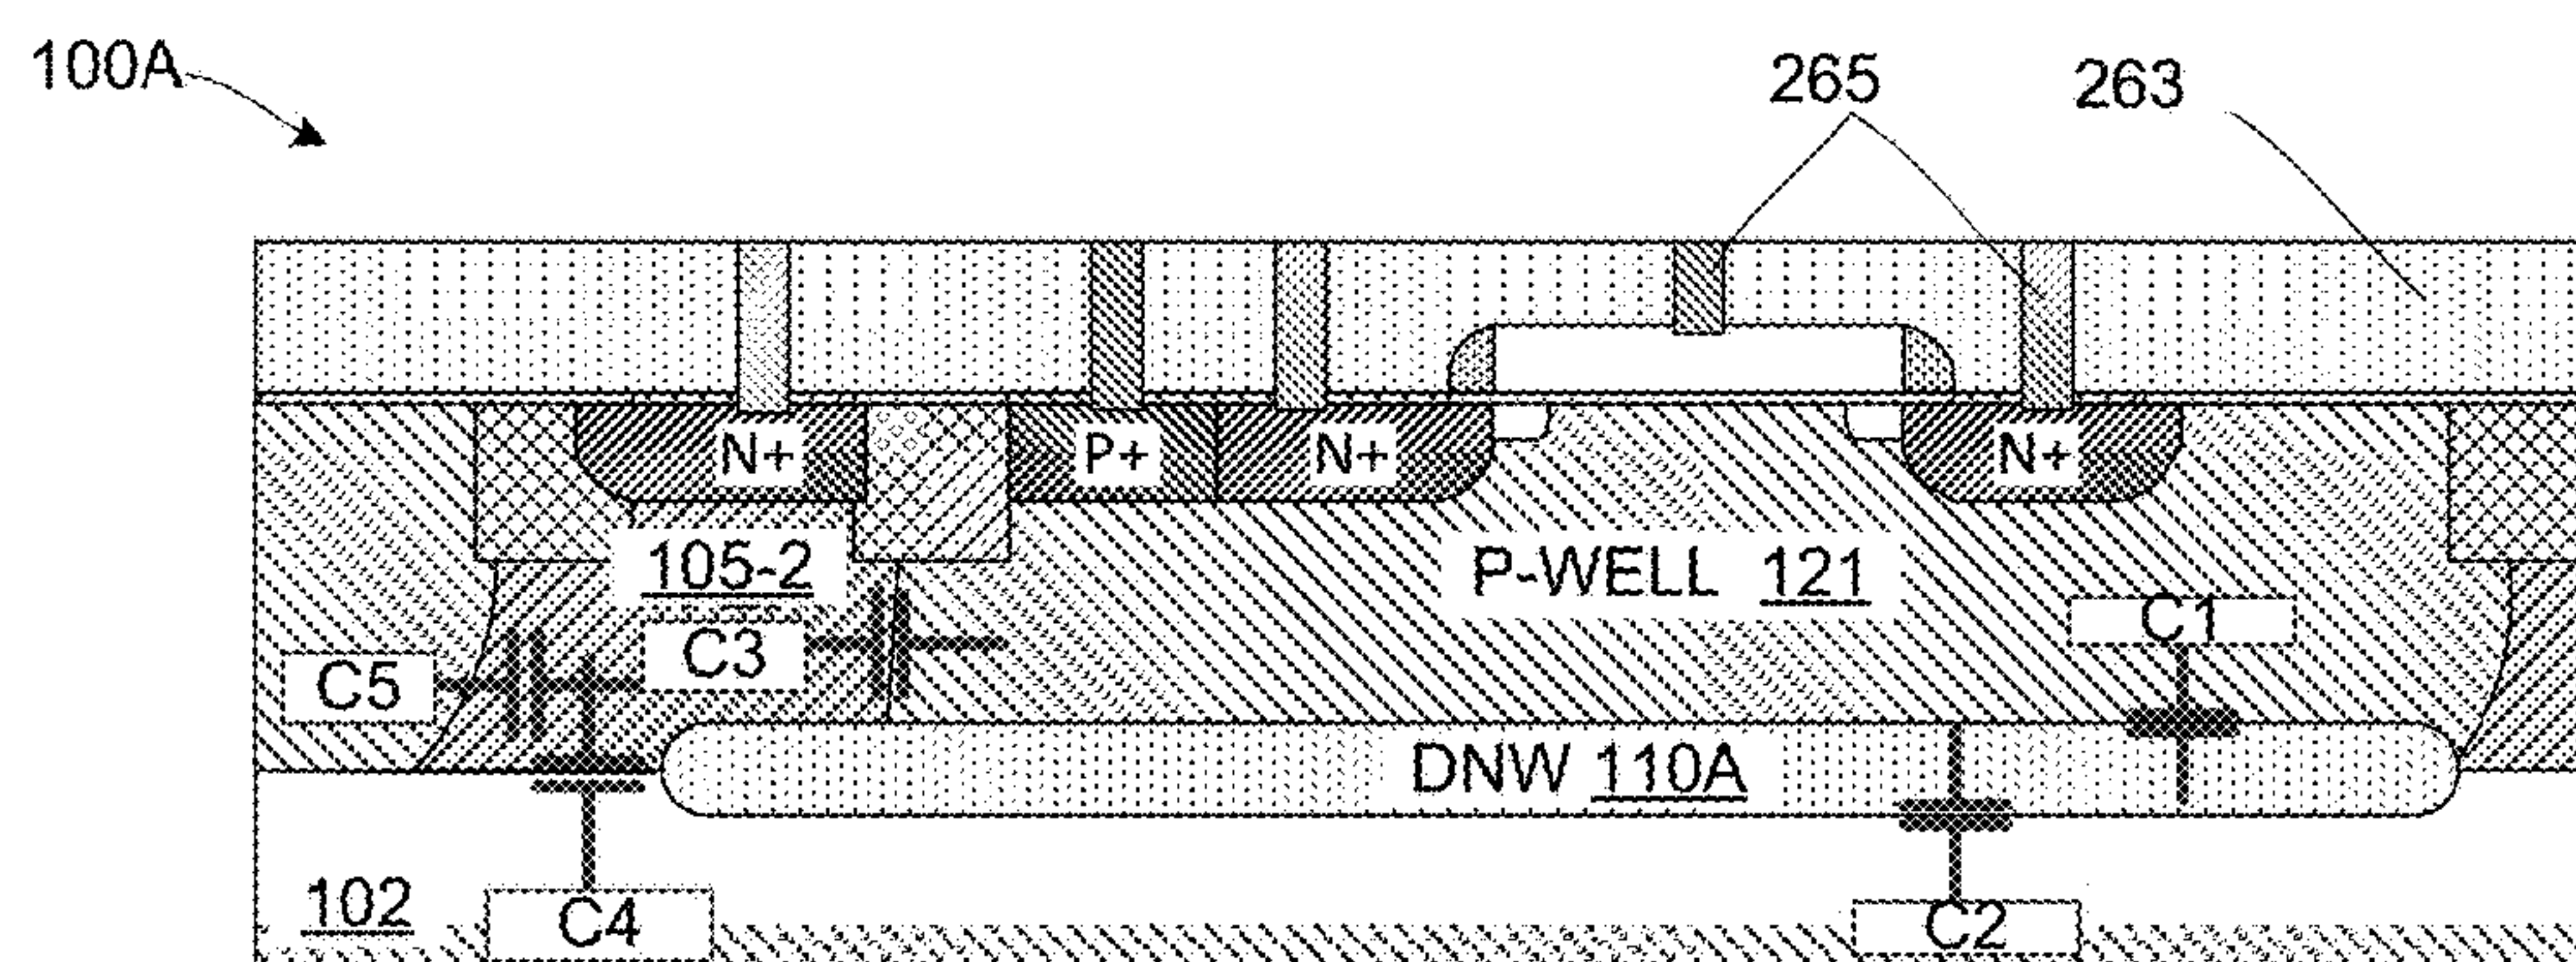 100A
265
263
N+
P+
N+
N+
105-2
P-WELL 121
C1
C3
C5
DNW 110A
102
C4
C2